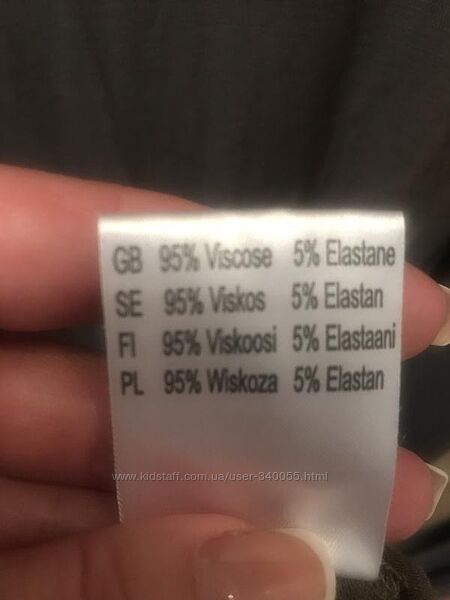 GB 95% Viscose 5% Elastane
SE 95% Viskos 5% Elastan
FI 95% Viskoosi 5% Elastaani
PL 95% Wiskoza 5% Elastan
www.kidstaff.com.ua/user-340055.html